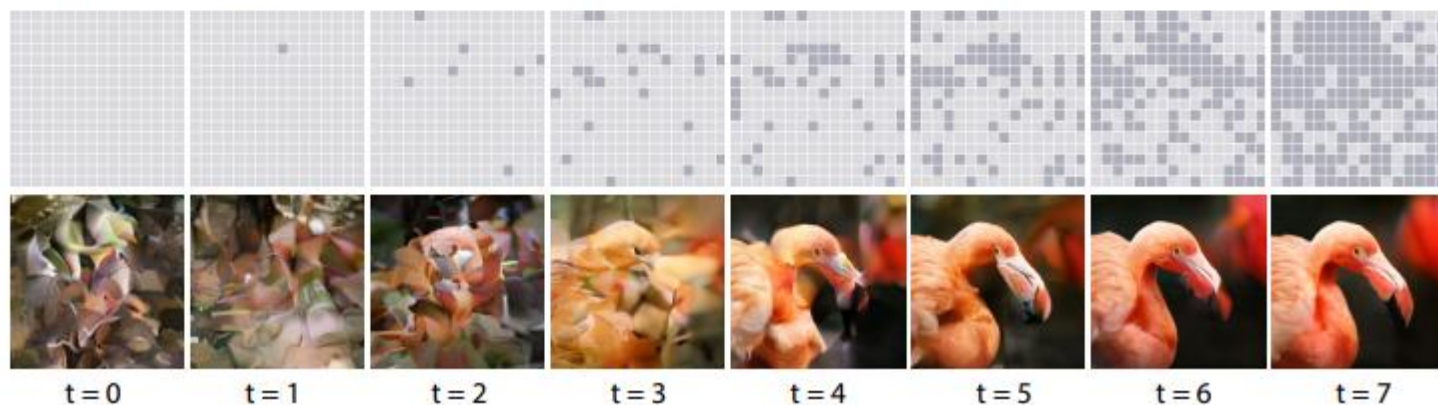 t = 0 t = 1 t = 2 t = 3 t = 4 t = 5 t = 6 t = 7